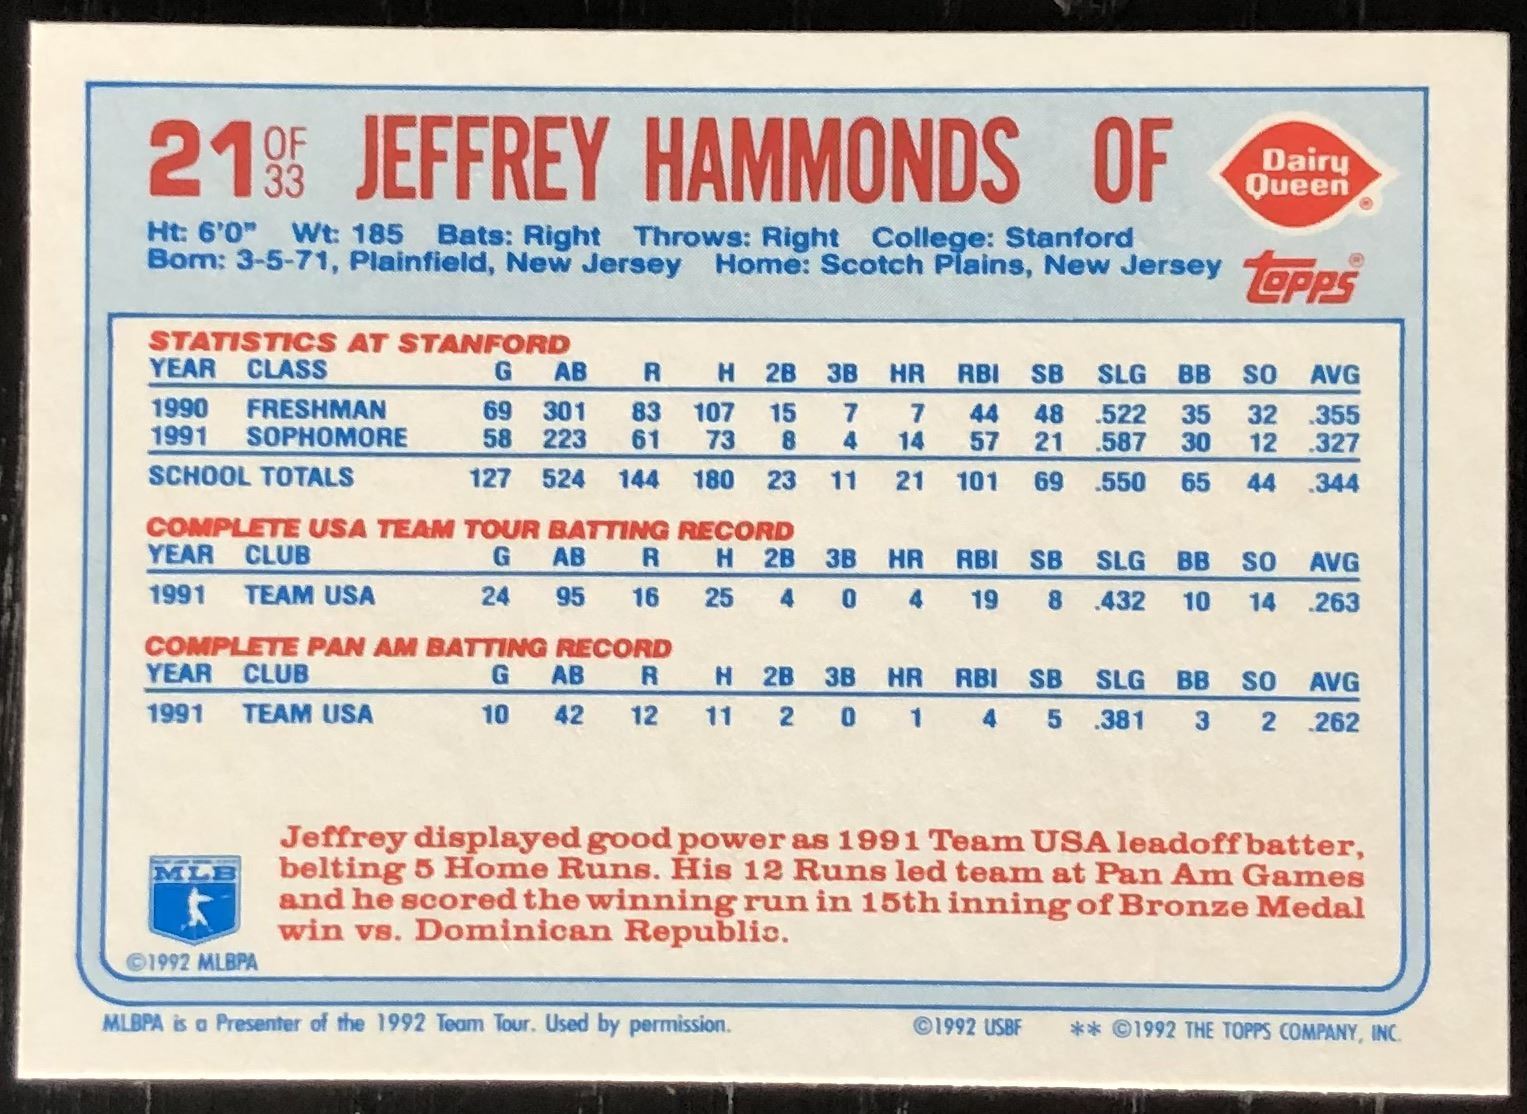 21 OF 33 JEFFREY HAMMONDS OF
Dairy Queen ®
Ht: 6'0" Wt: 185 Bats: Right Throws: Right College: Stanford
Born: 3-5-71, Plainfield, New Jersey Home: Scotch Plains, New Jersey
Topps®
STATISTICS AT STANFORD
YEAR CLASS G AB R H 2B 3B HR RBI SB SLG BB SO AVG
1990 FRESHMAN 69 301 83 107 15 7 7 44 48 .522 35 32 .355
1991 SOPHOMORE 58 223 61 73 8 4 14 57 21 .587 30 12 .327
SCHOOL TOTALS 127 524 144 180 23 11 21 101 69 .550 65 44 .344
COMPLETE USA TEAM TOUR BATTING RECORD
YEAR CLUB G AB R H 2B 3B HR RBI SB SLG BB SO AVG
1991 TEAM USA 24 95 16 25 4 0 4 19 8 .432 10 14 .263
COMPLETE PAN AM BATTING RECORD
YEAR CLUB G AB R H 2B 3B HR RBI SB SLG BB SO AVG
1991 TEAM USA 10 42 12 11 2 0 1 4 5 .381 3 2 .262
Jeffrey displayed good power as 1991 Team USA leadoff batter,
belting 5 Home Runs. His 12 Runs led team at Pan Am Games
and he scored the winning run in 15th inning of Bronze Medal
win vs. Dominican Republic.
MLB
©1992 MLBPA
MLBPA is a Presenter of the 1992 Team Tour. Used by permission. ©1992 USBF ** ©1992 THE TOPPS COMPANY, INC.